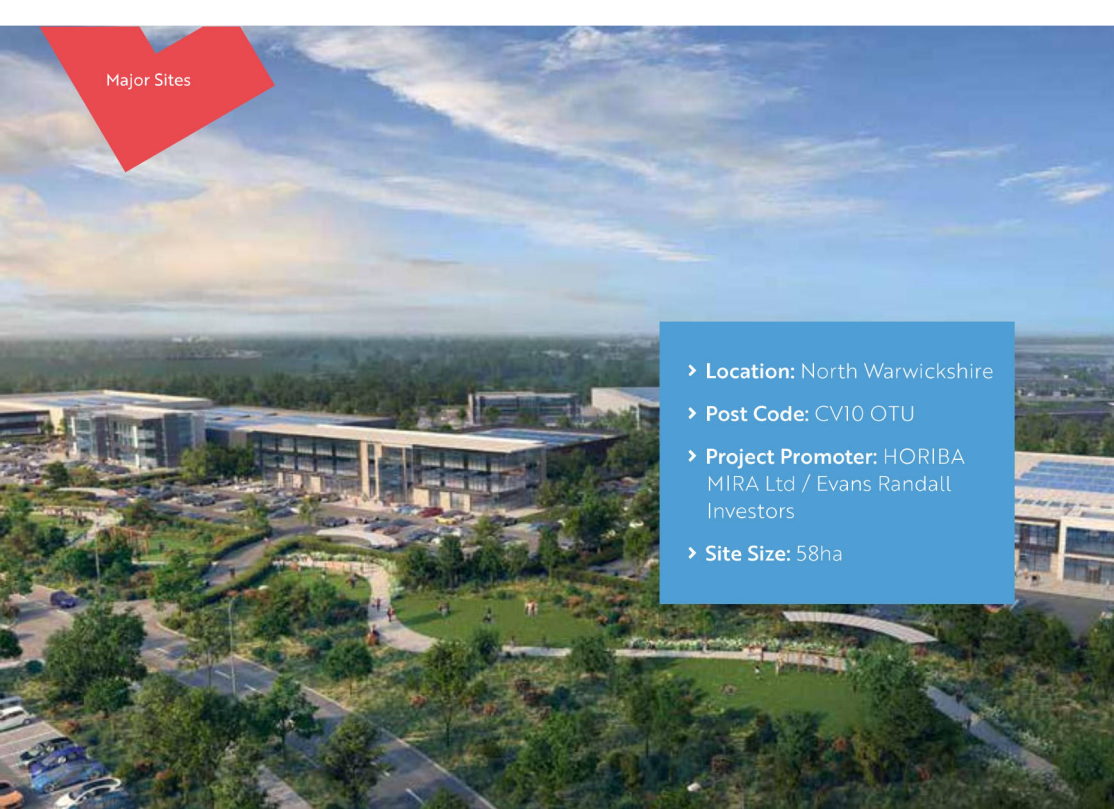 Major Sites
> Location: North Warwickshire
> Post Code: CV10 OTU
> Project Promoter: HORIBA
MIRA Ltd / Evans Randall
Investors
> Site Size: 58ha